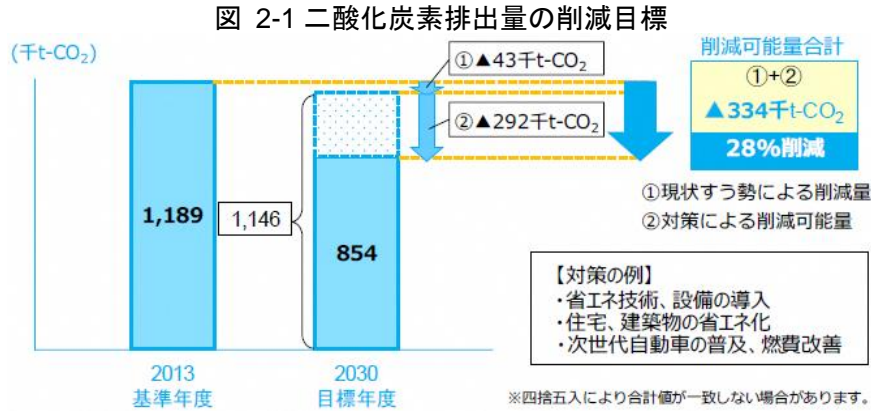 図 2-1 二酸化炭素排出量の削減目標
(千t-CO₂)
①▲43千t-CO₂
②▲292千t-CO₂
削減可能量合計
①+②
▲334千t-CO₂
28%削減
①現状すう勢による削減量
②対策による削減可能量
1,189
1,146
854
【対策の例】
・省エネ技術、設備の導入
・住宅、建築物の省エネ化
・次世代自動車の普及、燃費改善
2013
基準年度
2030
目標年度
※四捨五入により合計値が一致しない場合があります。